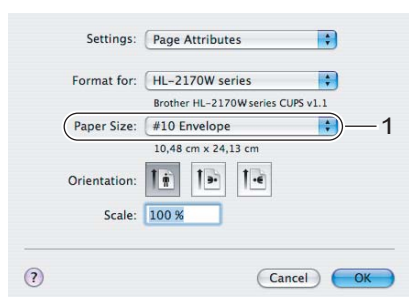 Settings: Page Attributes
Format for: HL-2170W series
Brother HL-2170W series CUPS v1.1
Paper Size: #10 Envelope 1
10,48 cm x 24,13 cm
Orientation:
Scale: 100 %
? Cancel OK